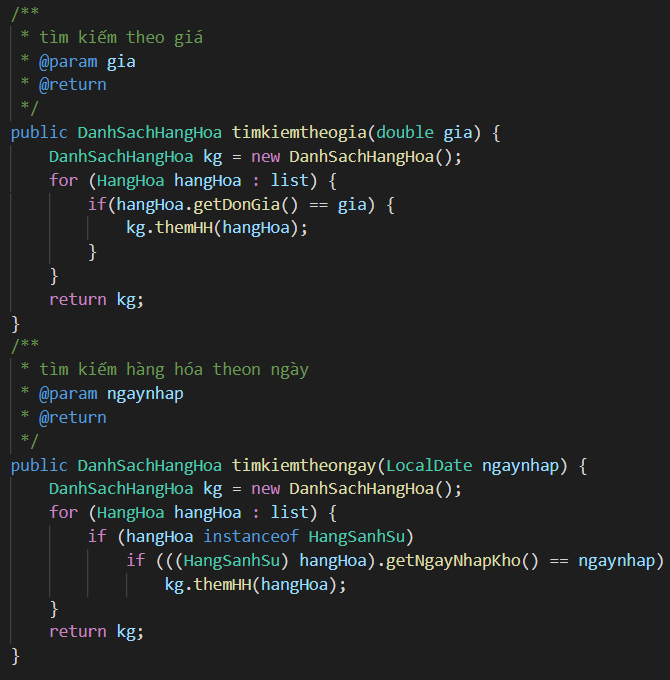 /**
* tìm kiếm theo giá
* @param gia
* @return
*/
public DanhSachHangHoa timkiemtheogia(double gia) {
DanhSachHangHoa kg = new DanhSachHangHoa();
for (HangHoa hangHoa : list) {
if(hangHoa.getDonGia() == gia) {
kg.themHH(hangHoa);
}
}
return kg;
}
/**
* tìm kiếm hàng hóa theon ngày
* @param ngaynhap
* @return
*/
public DanhSachHangHoa timkiemtheongay(LocalDate ngaynhap) {
DanhSachHangHoa kg = new DanhSachHangHoa();
for (HangHoa hangHoa : list) {
if (hangHoa instanceof HangSanhSu)
if (((HangSanhSu) hangHoa).getNgayNhapKho() == ngaynhap)
kg.themHH(hangHoa);
}
return kg;
}